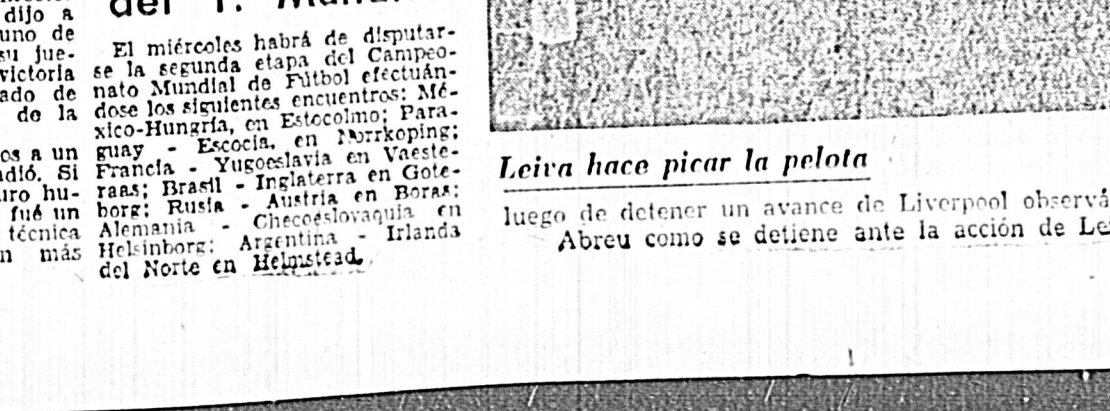 dijo a
uno de
su jue-
victoria
ado de
de la
os a un
adió. Si
uro hu-
fué un
técnica
n más
del
El miércoles habrá de disputar-
se la segunda etapa del Campeo-
nato Mundial de Fútbol efectuán-
dose los siguientes encuentros: Mé-
xico-Hungría, en Estocolmo; Para-
guay - Escocia, en Norrkoping;
Francia - Yugoeslavia en Vaeste-
raas; Brasil - Inglaterra en Gote-
borg; Rusia - Austria en Boras;
Alemania - Checoeslovaquia en
Helsinborg; Argentina - Irlanda
del Norte en Helmstead.
Leiva hace picar la pelota
luego de detener un avance de Liverpool observá
Abreu como se detiene ante la acción de Le